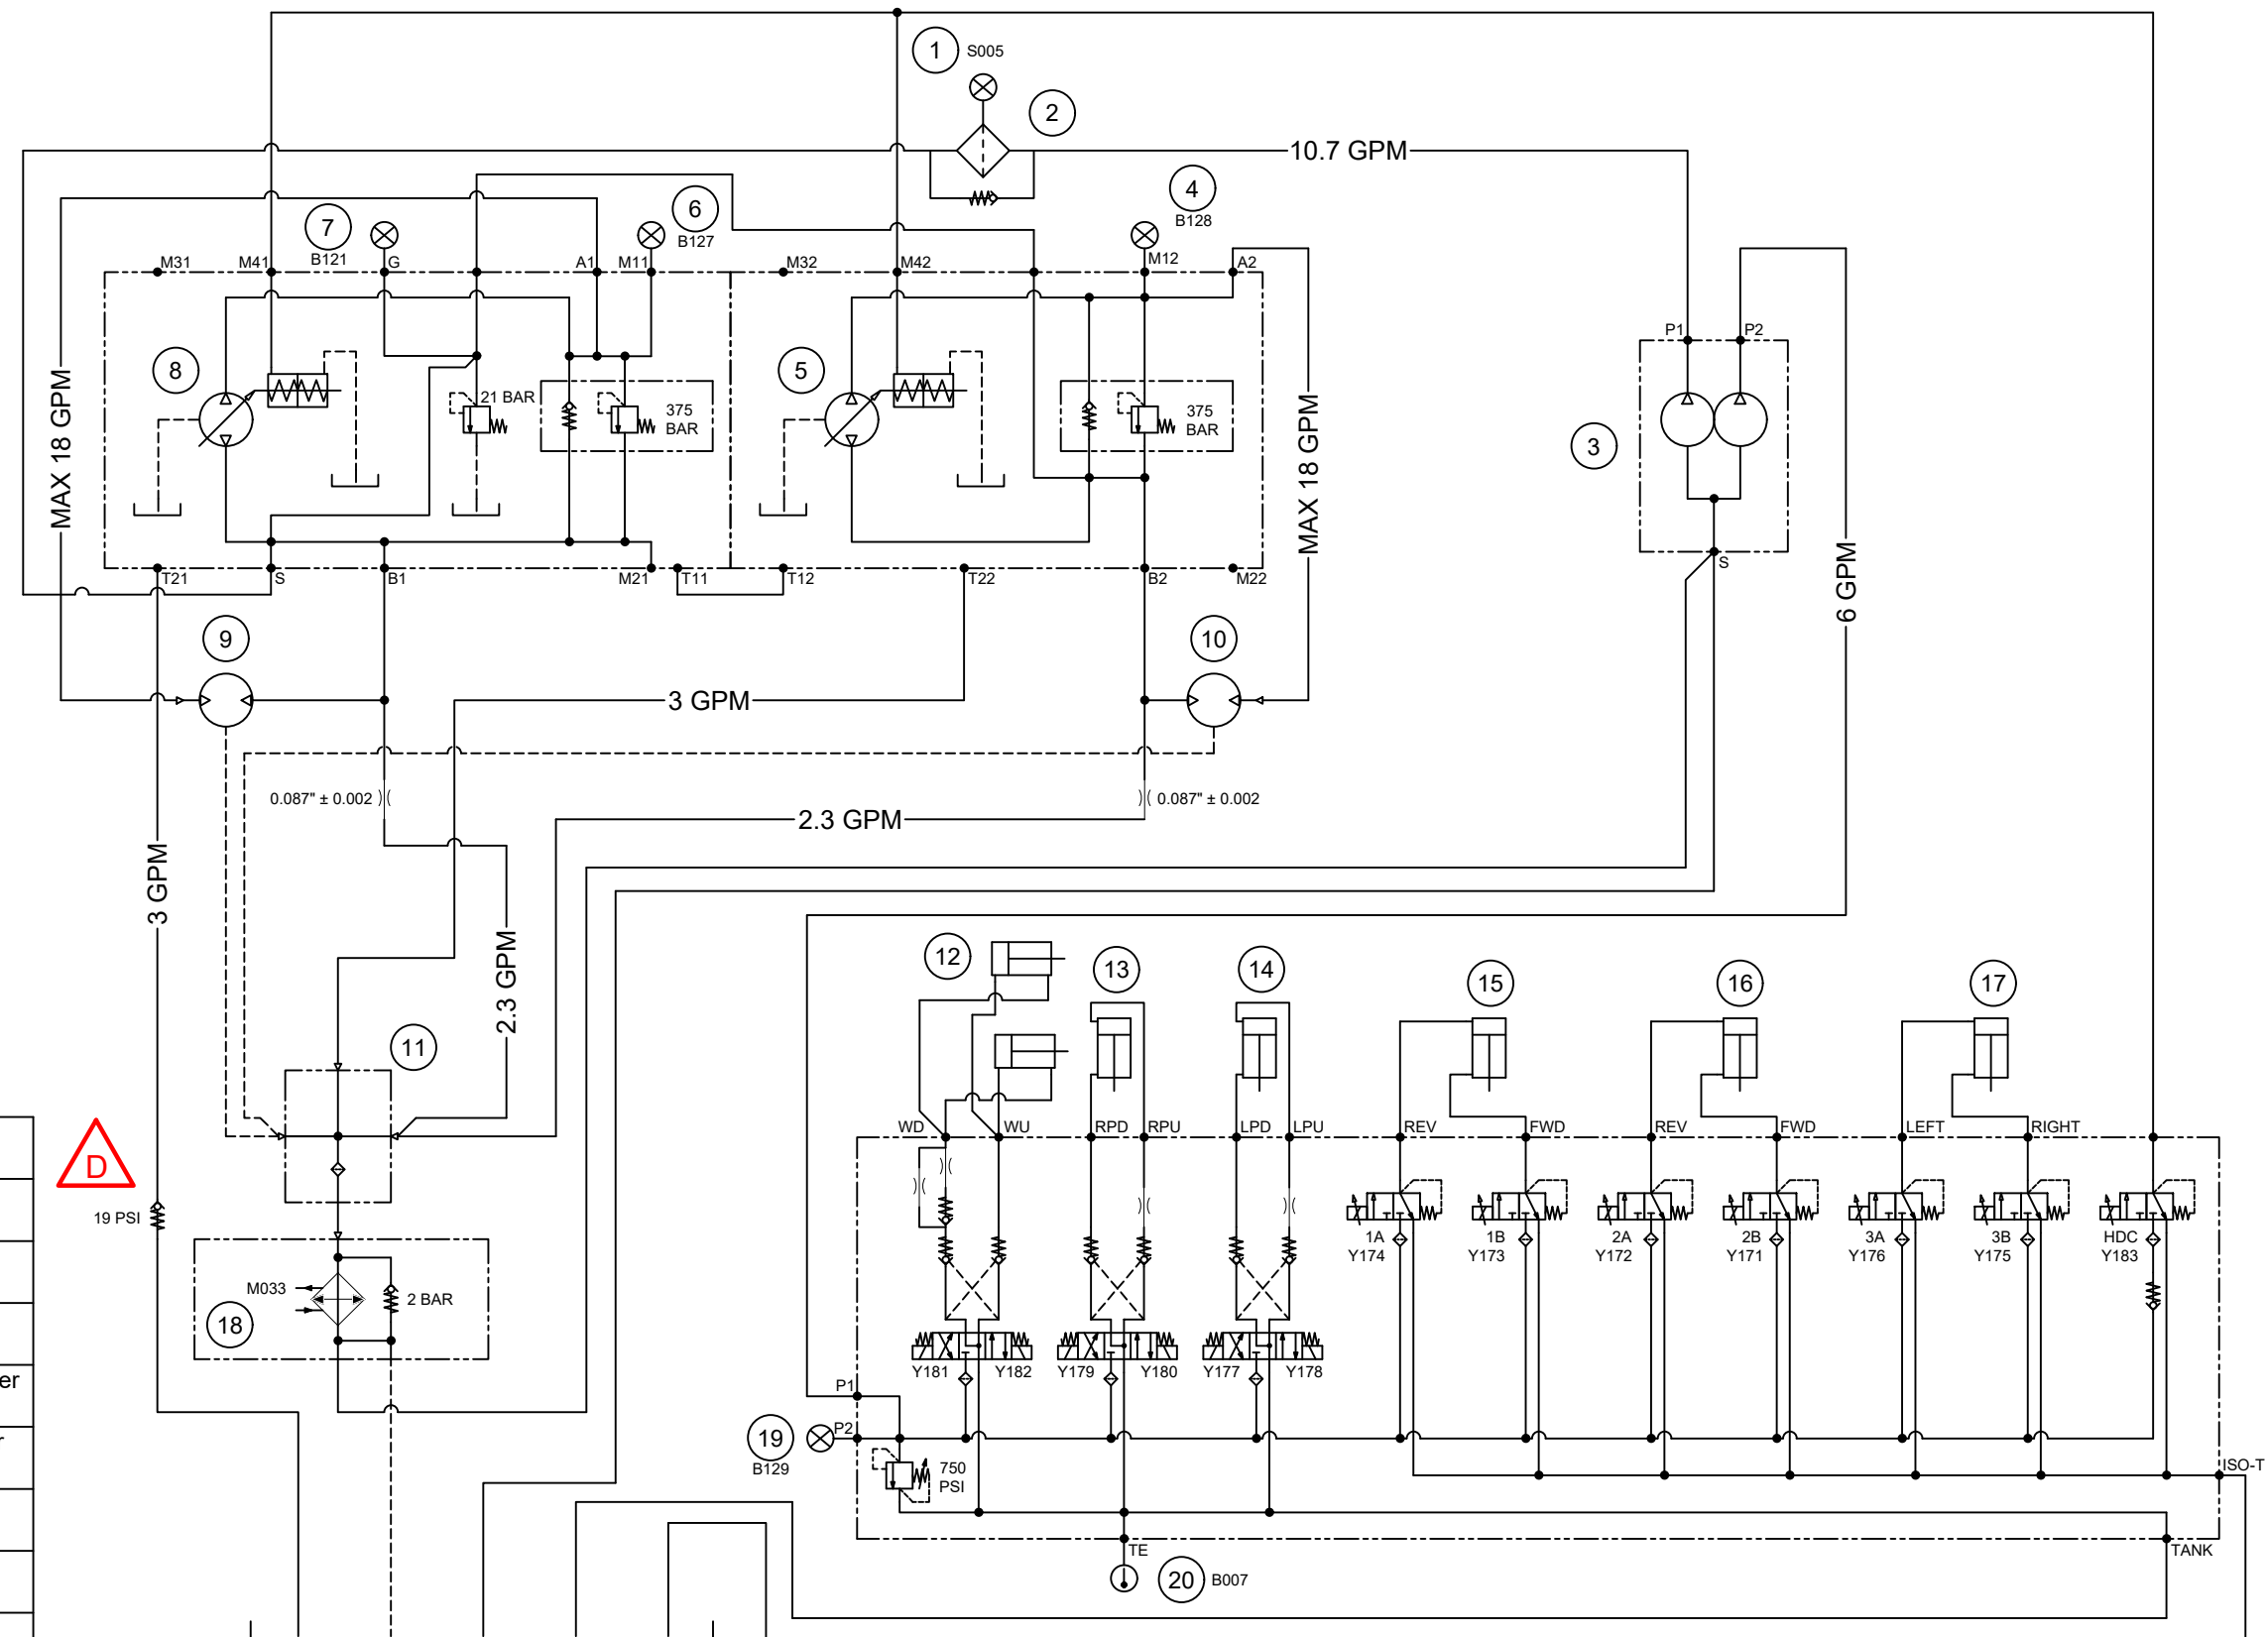 1 S005
2
10.7 GPM
4
B128
6
B127
7
B121
M31
M41
G
A1
M11
M32
M42
M12
A2
P1
P2
8
5
3
21 BAR
375
BAR
375
BAR
MAX 18 GPM
MAX 18 GPM
6 GPM
T21
S
B1
M21
T11
T12
T22
B2
M22
S
9
10
3 GPM
0.087" ± 0.002
0.087" ± 0.002
2.3 GPM
3 GPM
2.3 GPM
12
13
14
15
16
17
11
WD
WU
RPD
RPU
LPD
LPU
REV
FWD
REV
FWD
LEFT
RIGHT
D
19 PSI
1A
Y174
1B
Y173
2A
Y172
2B
Y171
3A
Y176
3B
Y175
HDC
Y183
M033
2 BAR
18
Y181
Y182
Y179
Y180
Y177
Y178
er
r
P1
P2
19
B129
750
PSI
ISO-T
TE
TANK
20 B007